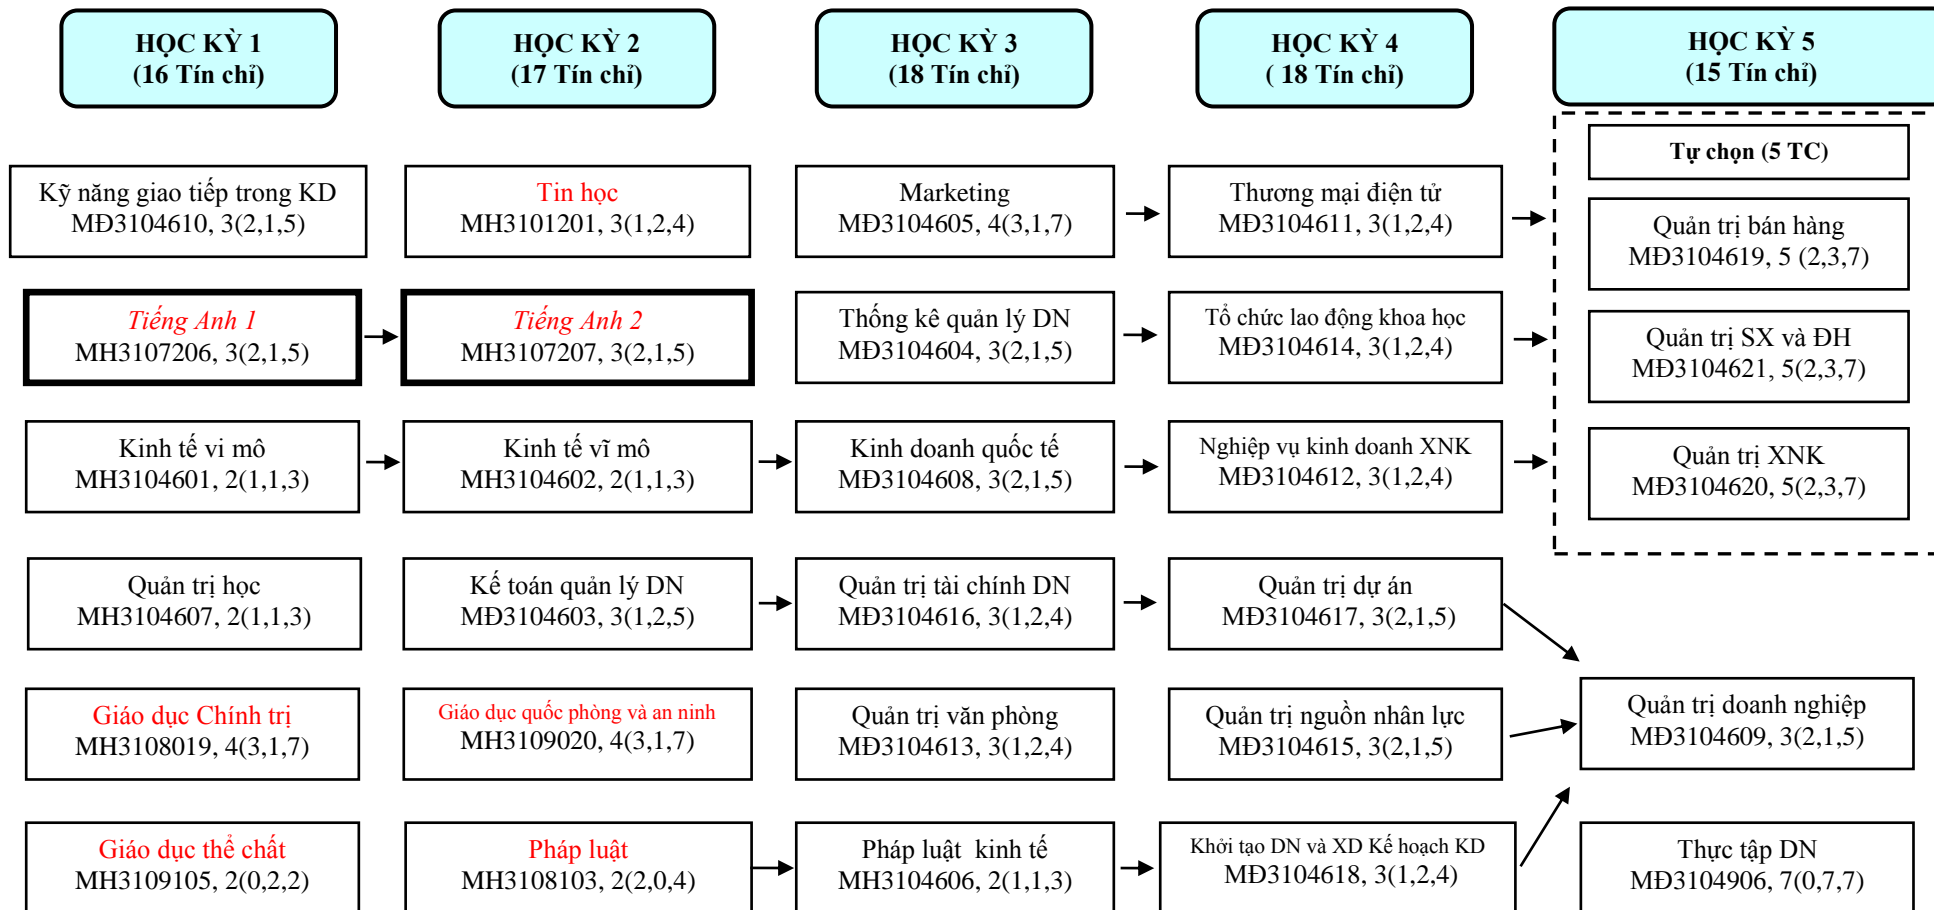 HỌC KỲ 1
(16 Tín chỉ)
HỌC KỲ 2
(17 Tín chỉ)
HỌC KỲ 3
(18 Tín chỉ)
HỌC KỲ 4
( 18 Tín chỉ)
HỌC KỲ 5
(15 Tín chỉ)
Kỹ năng giao tiếp trong KD
MĐ3104610, 3(2,1,5)
Tin học
MH3101201, 3(1,2,4)
Marketing
MĐ3104605, 4(3,1,7)
Thương mại điện tử
MĐ3104611, 3(1,2,4)
Tự chọn (5 TC)
Quản trị bán hàng
MĐ3104619, 5 (2,3,7)
Tiếng Anh 1
MH3107206, 3(2,1,5)
Tiếng Anh 2
MH3107207, 3(2,1,5)
Thống kê quản lý DN
MĐ3104604, 3(2,1,5)
Tổ chức lao động khoa học
MĐ3104614, 3(1,2,4)
Quản trị SX và ĐH
MĐ3104621, 5(2,3,7)
Kinh tế vi mô
MH3104601, 2(1,1,3)
Kinh tế vĩ mô
MH3104602, 2(1,1,3)
Kinh doanh quốc tế
MĐ3104608, 3(2,1,5)
Nghiệp vụ kinh doanh XNK
MĐ3104612, 3(1,2,4)
Quản trị XNK
MĐ3104620, 5(2,3,7)
Quản trị học
MH3104607, 2(1,1,3)
Kế toán quản lý DN
MĐ3104603, 3(1,2,5)
Quản trị tài chính DN
MĐ3104616, 3(1,2,4)
Quản trị dự án
MĐ3104617, 3(2,1,5)
Giáo dục Chính trị
MH3108019, 4(3,1,7)
Giáo dục quốc phòng và an ninh
MH3109020, 4(3,1,7)
Quản trị văn phòng
MĐ3104613, 3(1,2,4)
Quản trị nguồn nhân lực
MĐ3104615, 3(2,1,5)
Quản trị doanh nghiệp
MĐ3104609, 3(2,1,5)
Giáo dục thể chất
MH3109105, 2(0,2,2)
Pháp luật
MH3108103, 2(2,0,4)
Pháp luật  kinh tế
MH3104606, 2(1,1,3)
Khởi tạo DN và XD Kế hoạch KD
MĐ3104618, 3(1,2,4)
Thực tập DN
MĐ3104906, 7(0,7,7)